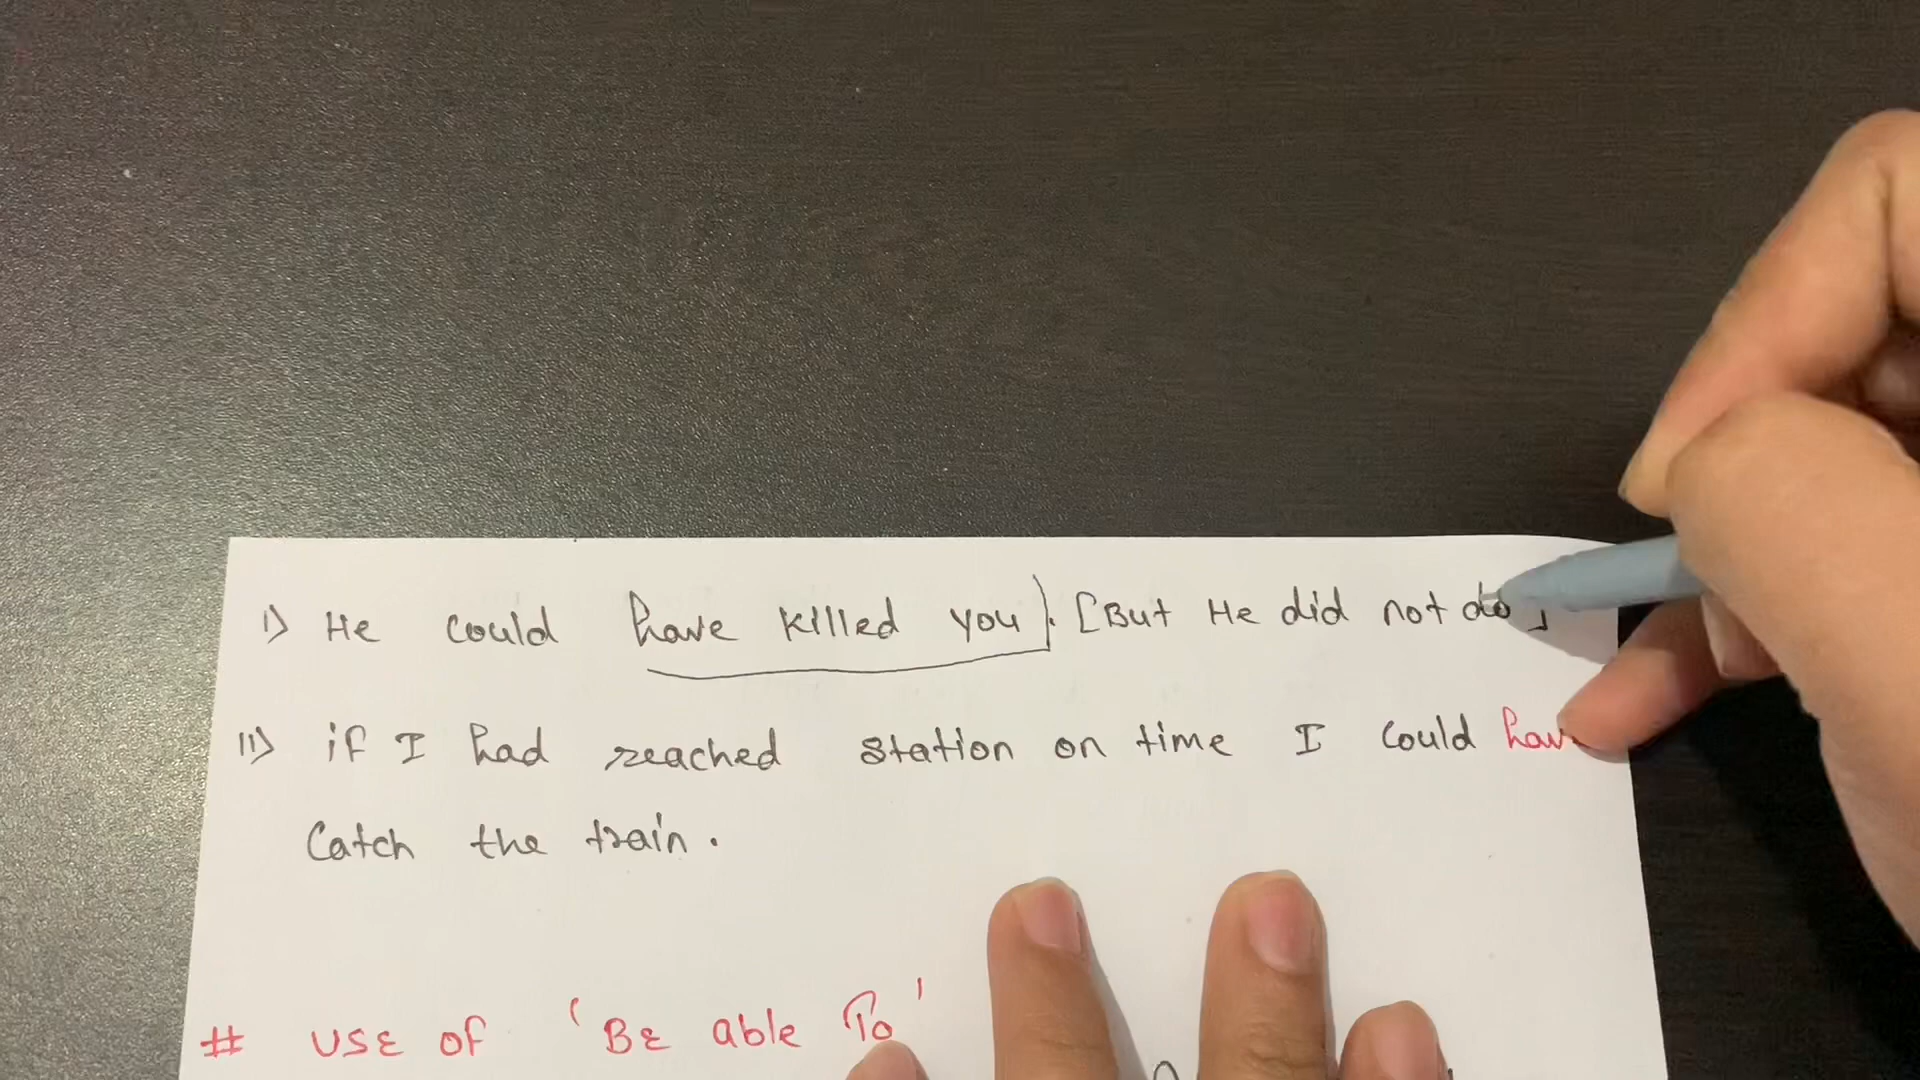 i) He could have killed you). [But He did not do]
ii) if I had reached station on time I could hav
Catch the train.
# use of 'BE able To'